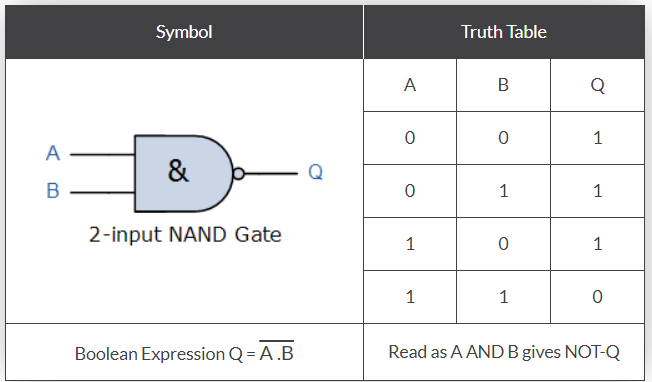 Symbol
Truth Table
A B Q
0 0 1
0 1 1
1 0 1
1 1 0
A
B
&
Q
2-input NAND Gate
Boolean Expression Q = A̅ ̅.̅B̅
Read as A AND B gives NOT-Q